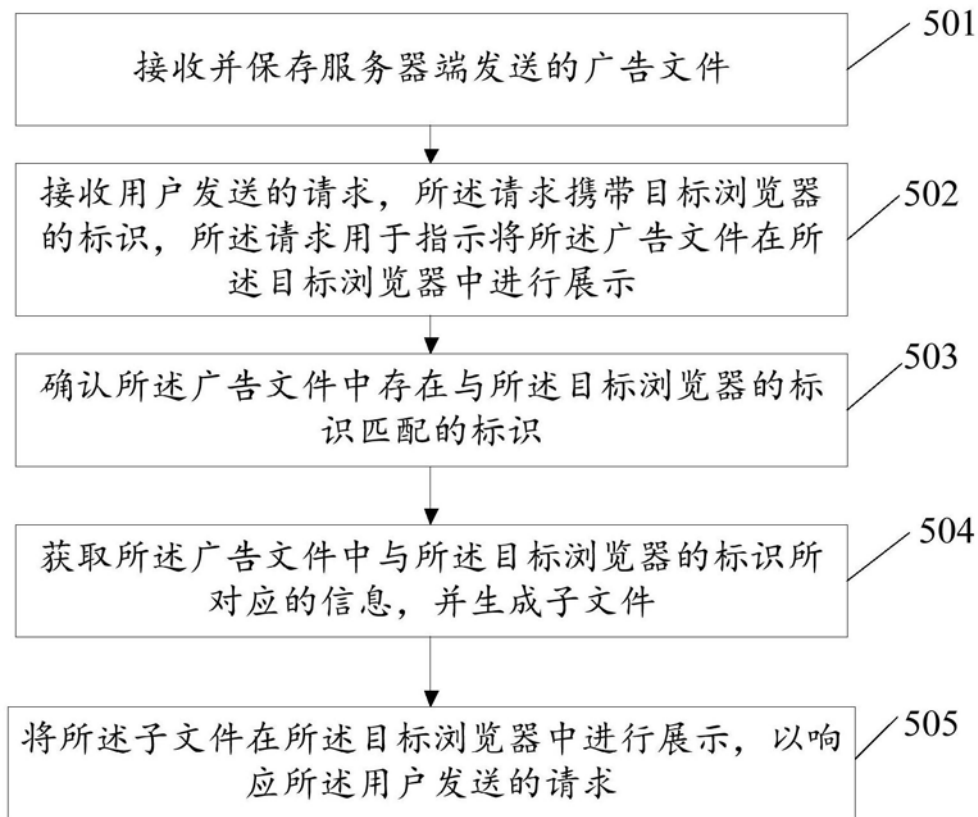 501
接收并保存服务器端发送的广告文件
502
接收用户发送的请求，所述请求携带目标浏览器
的标识，所述请求用于指示将所述广告文件在所
述目标浏览器中进行展示
503
确认所述广告文件中存在与所述目标浏览器的标
识匹配的标识
504
获取所述广告文件中与所述目标浏览器的标识所
对应的信息，并生成子文件
505
将所述子文件在所述目标浏览器中进行展示，以响
应所述用户发送的请求